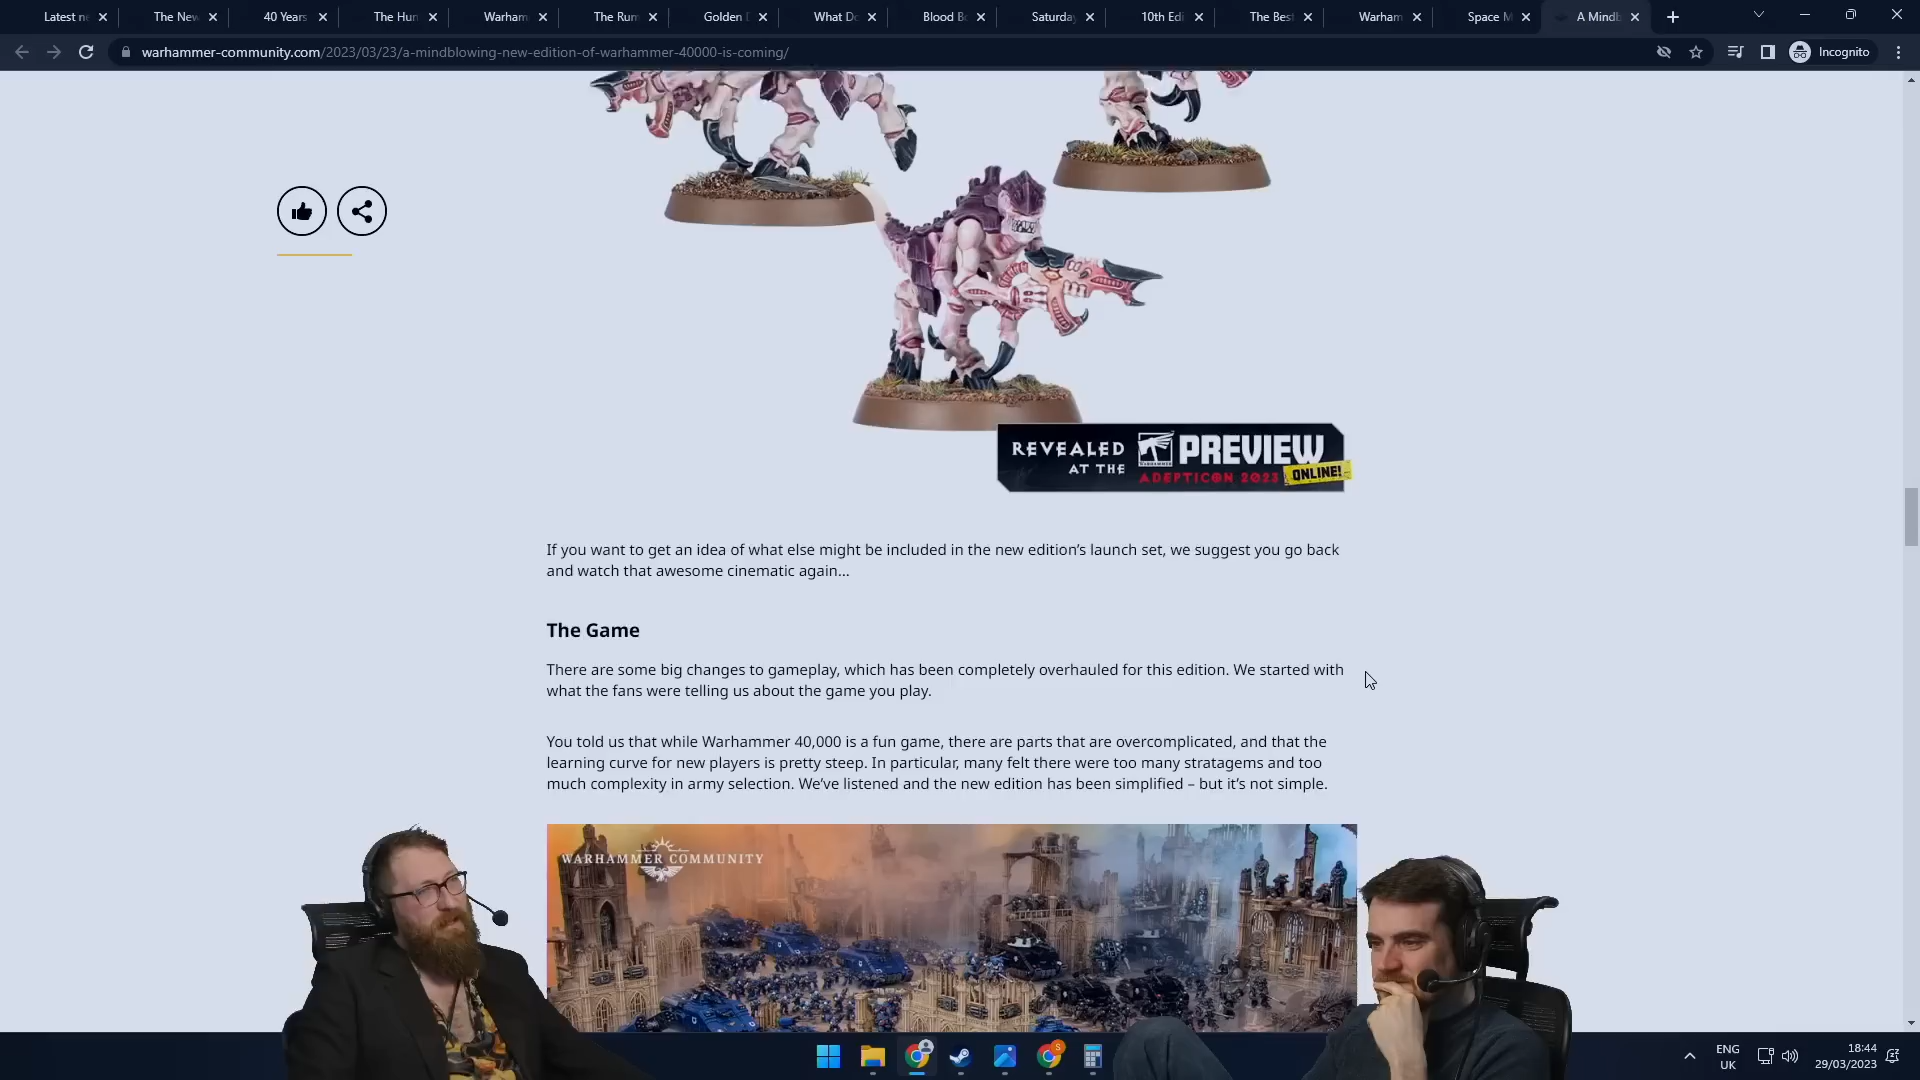 Latest n
The New
40 Years
The Hun
Warham
The Rum
Golden D
What Do
Blood Bo
Saturday
10th Edi
The Best
Warham
Space M
A Mindb
warhammer-community.com/2023/03/23/a-mindblowing-new-edition-of-warhammer-40000-is-coming/
Incognito
REVEALED
AT THE
PREVIEW
ADEPTICON 2023
ONLINE!
If you want to get an idea of what else might be included in the new edition’s launch set, we suggest you go back
and watch that awesome cinematic again…
The Game
There are some big changes to gameplay, which has been completely overhauled for this edition. We started with
what the fans were telling us about the game you play.
You told us that while Warhammer 40,000 is a fun game, there are parts that are overcomplicated, and that the
learning curve for new players is pretty steep. In particular, many felt there were too many stratagems and too
much complexity in army selection. We’ve listened and the new edition has been simplified – but it’s not simple.
WARHAMMER COMMUNITY
S
ENG
UK
18:44
29/03/2023